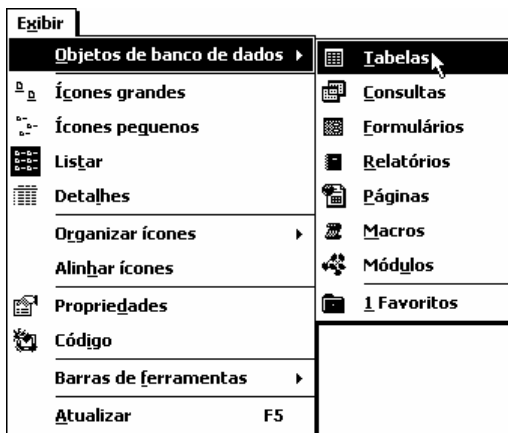 Exibir
Objetos de banco de dados
Ícones grandes
Ícones pequenos
Listar
Detalhes
Organizar ícones
Alinhar ícones
Propriedades
Código
Barras de ferramentas
Atualizar F5
Tabelas
Consultas
Formulários
Relatórios
Páginas
Macros
Módulos
1 Favoritos